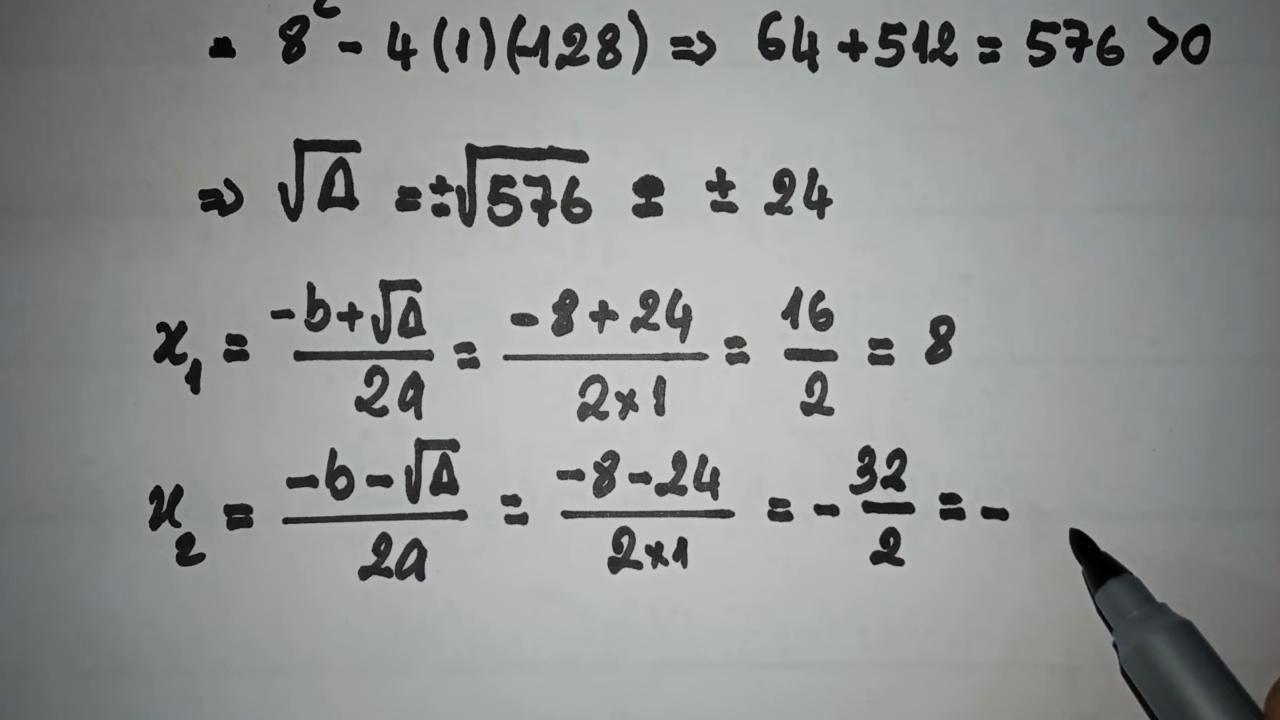 = 8² - 4(1)(-128) ⇒ 64 + 512 = 576 > 0
⇒ √Δ = ±√576 = ± 24
x₁ = (-b+√Δ)/(2a) = (-8+24)/(2×1) = 16/2 = 8
x₂ = (-b-√Δ)/(2a) = (-8-24)/(2×1) = -32/2 = -